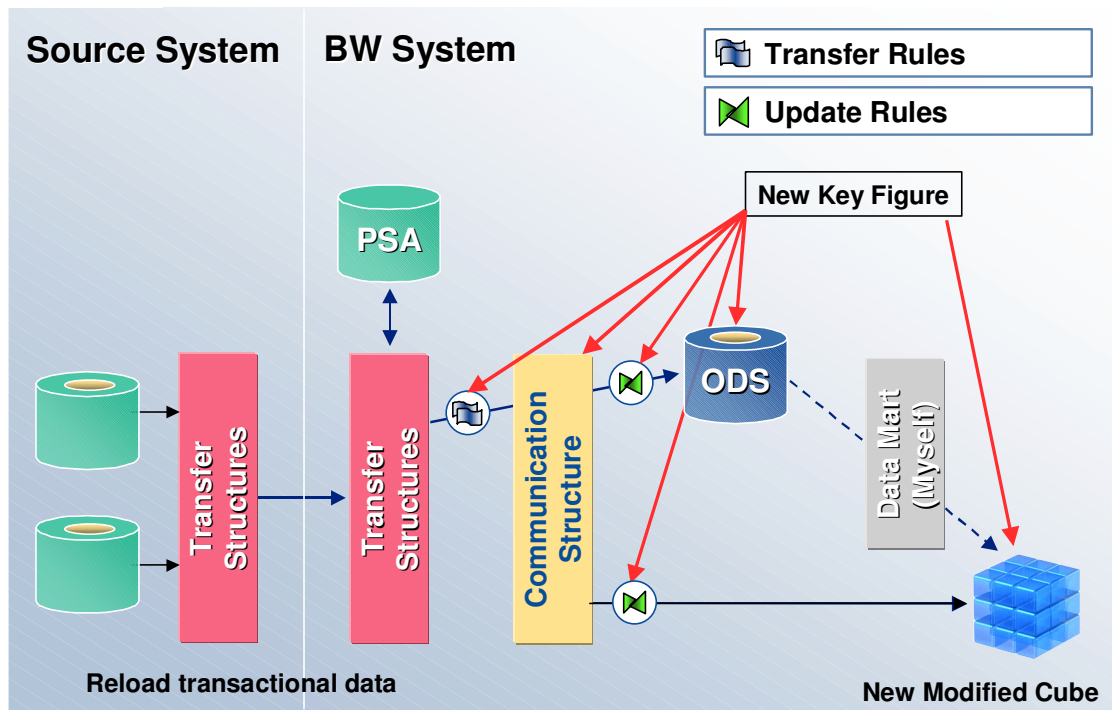 Source System
BW System
Transfer Rules
Update Rules
New Key Figure
PSA
ODS
Transfer
Structures
Transfer
Structures
Communication
Structure
Data Mart
(Myself)
Reload transactional data
New Modified Cube